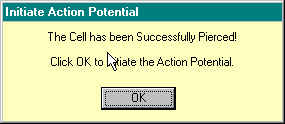 Initiate Action Potential
The Cell has been Successfully Pierced!
Click OK to initiate the Action Potential.
OK